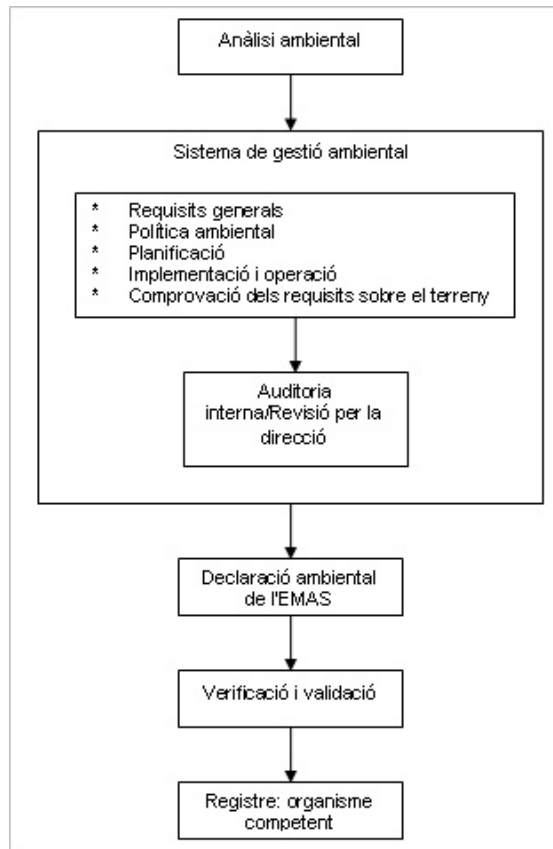 Anàlisi ambiental
Sistema de gestió ambiental
* Requisits generals
* Política ambiental
* Planificació
* Implementació i operació
* Comprovació dels requisits sobre el terreny
Auditoria
interna/Revisió per la
direcció
Declaració ambiental
de l'EMAS
Verificació i validació
Registre: organisme
competent